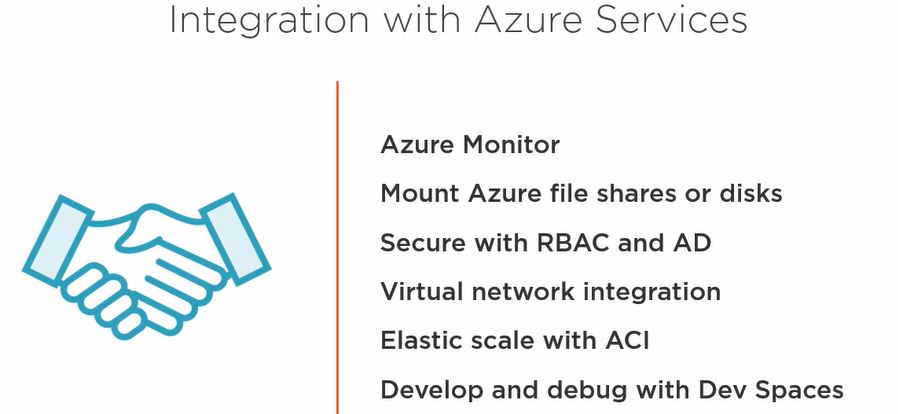 Integration with Azure Services
Azure Monitor
Mount Azure file shares or disks
Secure with RBAC and AD
Virtual network integration
Elastic scale with ACI
Develop and debug with Dev Spaces